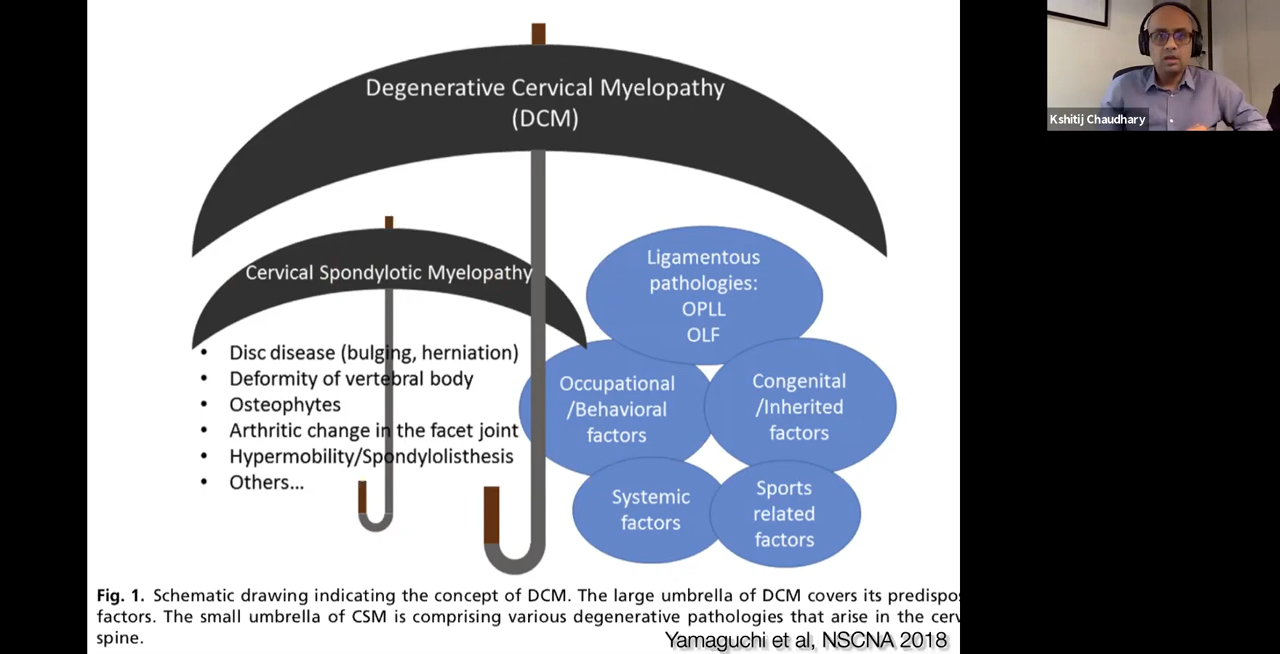 Degenerative Cervical Myelopathy
(DCM)
Kshitij Chaudhary
Cervical Spondylotic Myelopathy
• Disc disease (bulging, herniation)
• Deformity of vertebral body
• Osteophytes
• Arthritic change in the facet joint
• Hypermobility/Spondylolisthesis
• Others...
Ligamentous
pathologies:
OPLL
OLF
Occupational
/Behavioral
factors
Congenital
/Inherited
factors
Systemic
factors
Sports
related
factors
Fig. 1. Schematic drawing indicating the concept of DCM. The large umbrella of DCM covers its predispo
factors. The small umbrella of CSM is comprising various degenerative pathologies that arise in the cer
spine.
Yamaguchi et al, NSCNA 2018